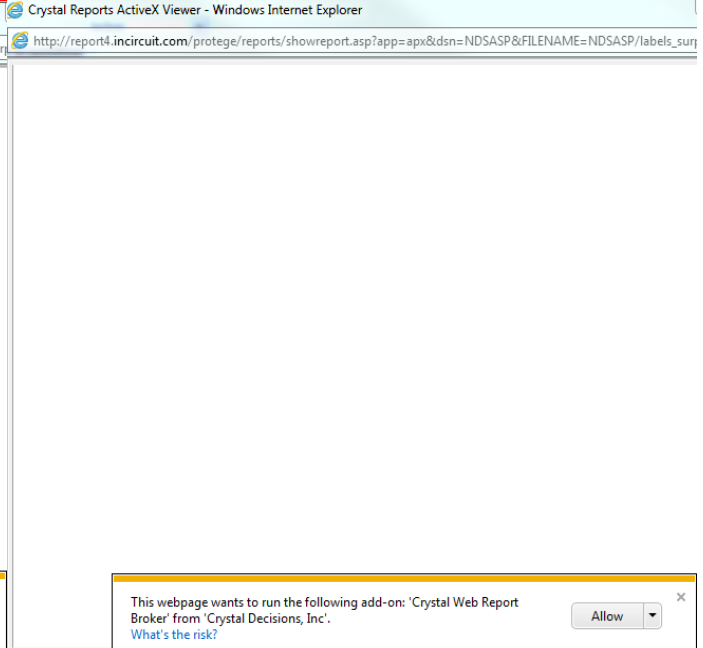 Crystal Reports ActiveX Viewer - Windows Internet Explorer
http://report4.incircuit.com/protege/reports/showreport.asp?app=apx&dsn=NDSASP&FILENAME=NDSASP/labels_surp
This webpage wants to run the following add-on: 'Crystal Web Report
Broker' from 'Crystal Decisions, Inc'.
What's the risk?
Allow